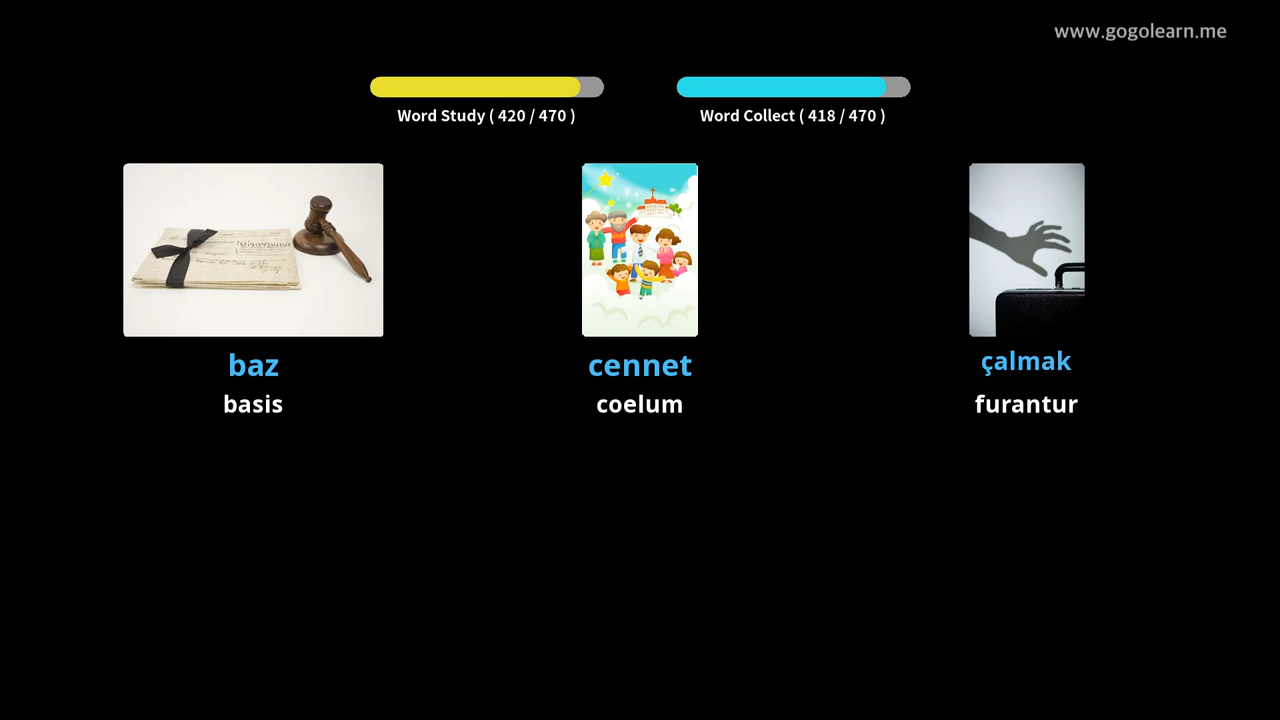 www.gogolearn.me
Word Study ( 420 / 470 )
Word Collect ( 418 / 470 )
baz
cennet
çalmak
basis
coelum
furantur